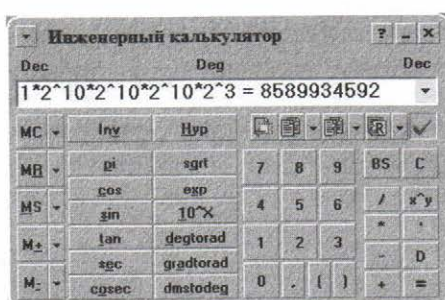 Инженерный калькулятор ? - ×
Dec Deg Dec
1*2^10*2^10*2^10*2^3 = 8589934592
MC Inv Hyp
MR pi sqrt 7 8 9 BS C
cos exp
MS sin 10^X 4 5 6 / x^y
M+ tan degtorad 1 2 3 * '
sec gradtorad - D
M- cosec dmstodeg 0 . ( ) + =